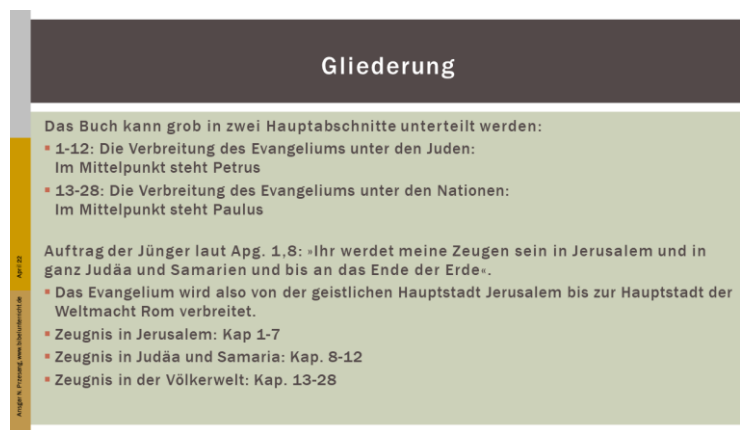 Gliederung
Das Buch kann grob in zwei Hauptabschnitte unterteilt werden:
▪ 1-12: Die Verbreitung des Evangeliums unter den Juden:
Im Mittelpunkt steht Petrus
▪ 13-28: Die Verbreitung des Evangeliums unter den Nationen:
Im Mittelpunkt steht Paulus
Auftrag der Jünger laut Apg. 1,8: »Ihr werdet meine Zeugen sein in Jerusalem und in
ganz Judäa und Samarien und bis an das Ende der Erde«.
▪ Das Evangelium wird also von der geistlichen Hauptstadt Jerusalem bis zur Hauptstadt der
Weltmacht Rom verbreitet.
▪ Zeugnis in Jerusalem: Kap 1-7
▪ Zeugnis in Judäa und Samaria: Kap. 8-12
▪ Zeugnis in der Völkerwelt: Kap. 13-28
April 22
Ansgar N. Przesang, www.bibelunterricht.de